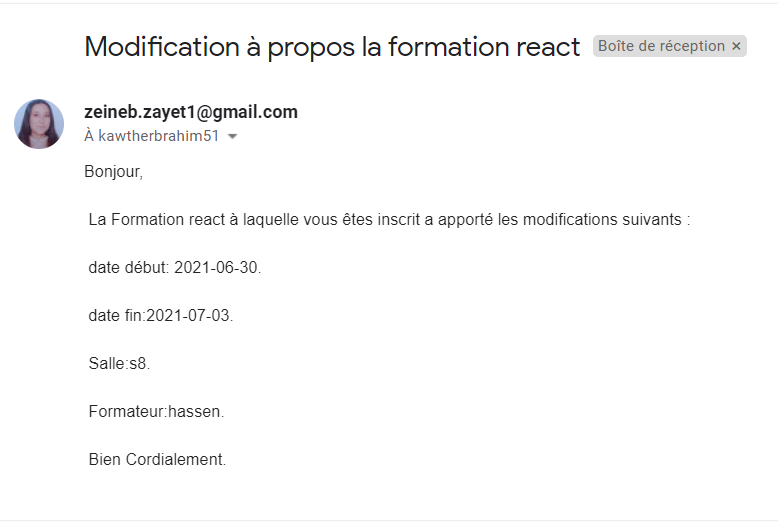 Modification à propos la formation react Boîte de réception ×
zeineb.zayet1@gmail.com
À kawtherbrahim51
Bonjour,
La Formation react à laquelle vous êtes inscrit a apporté les modifications suivants :
date début: 2021-06-30.
date fin:2021-07-03.
Salle:s8.
Formateur:hassen.
Bien Cordialement.